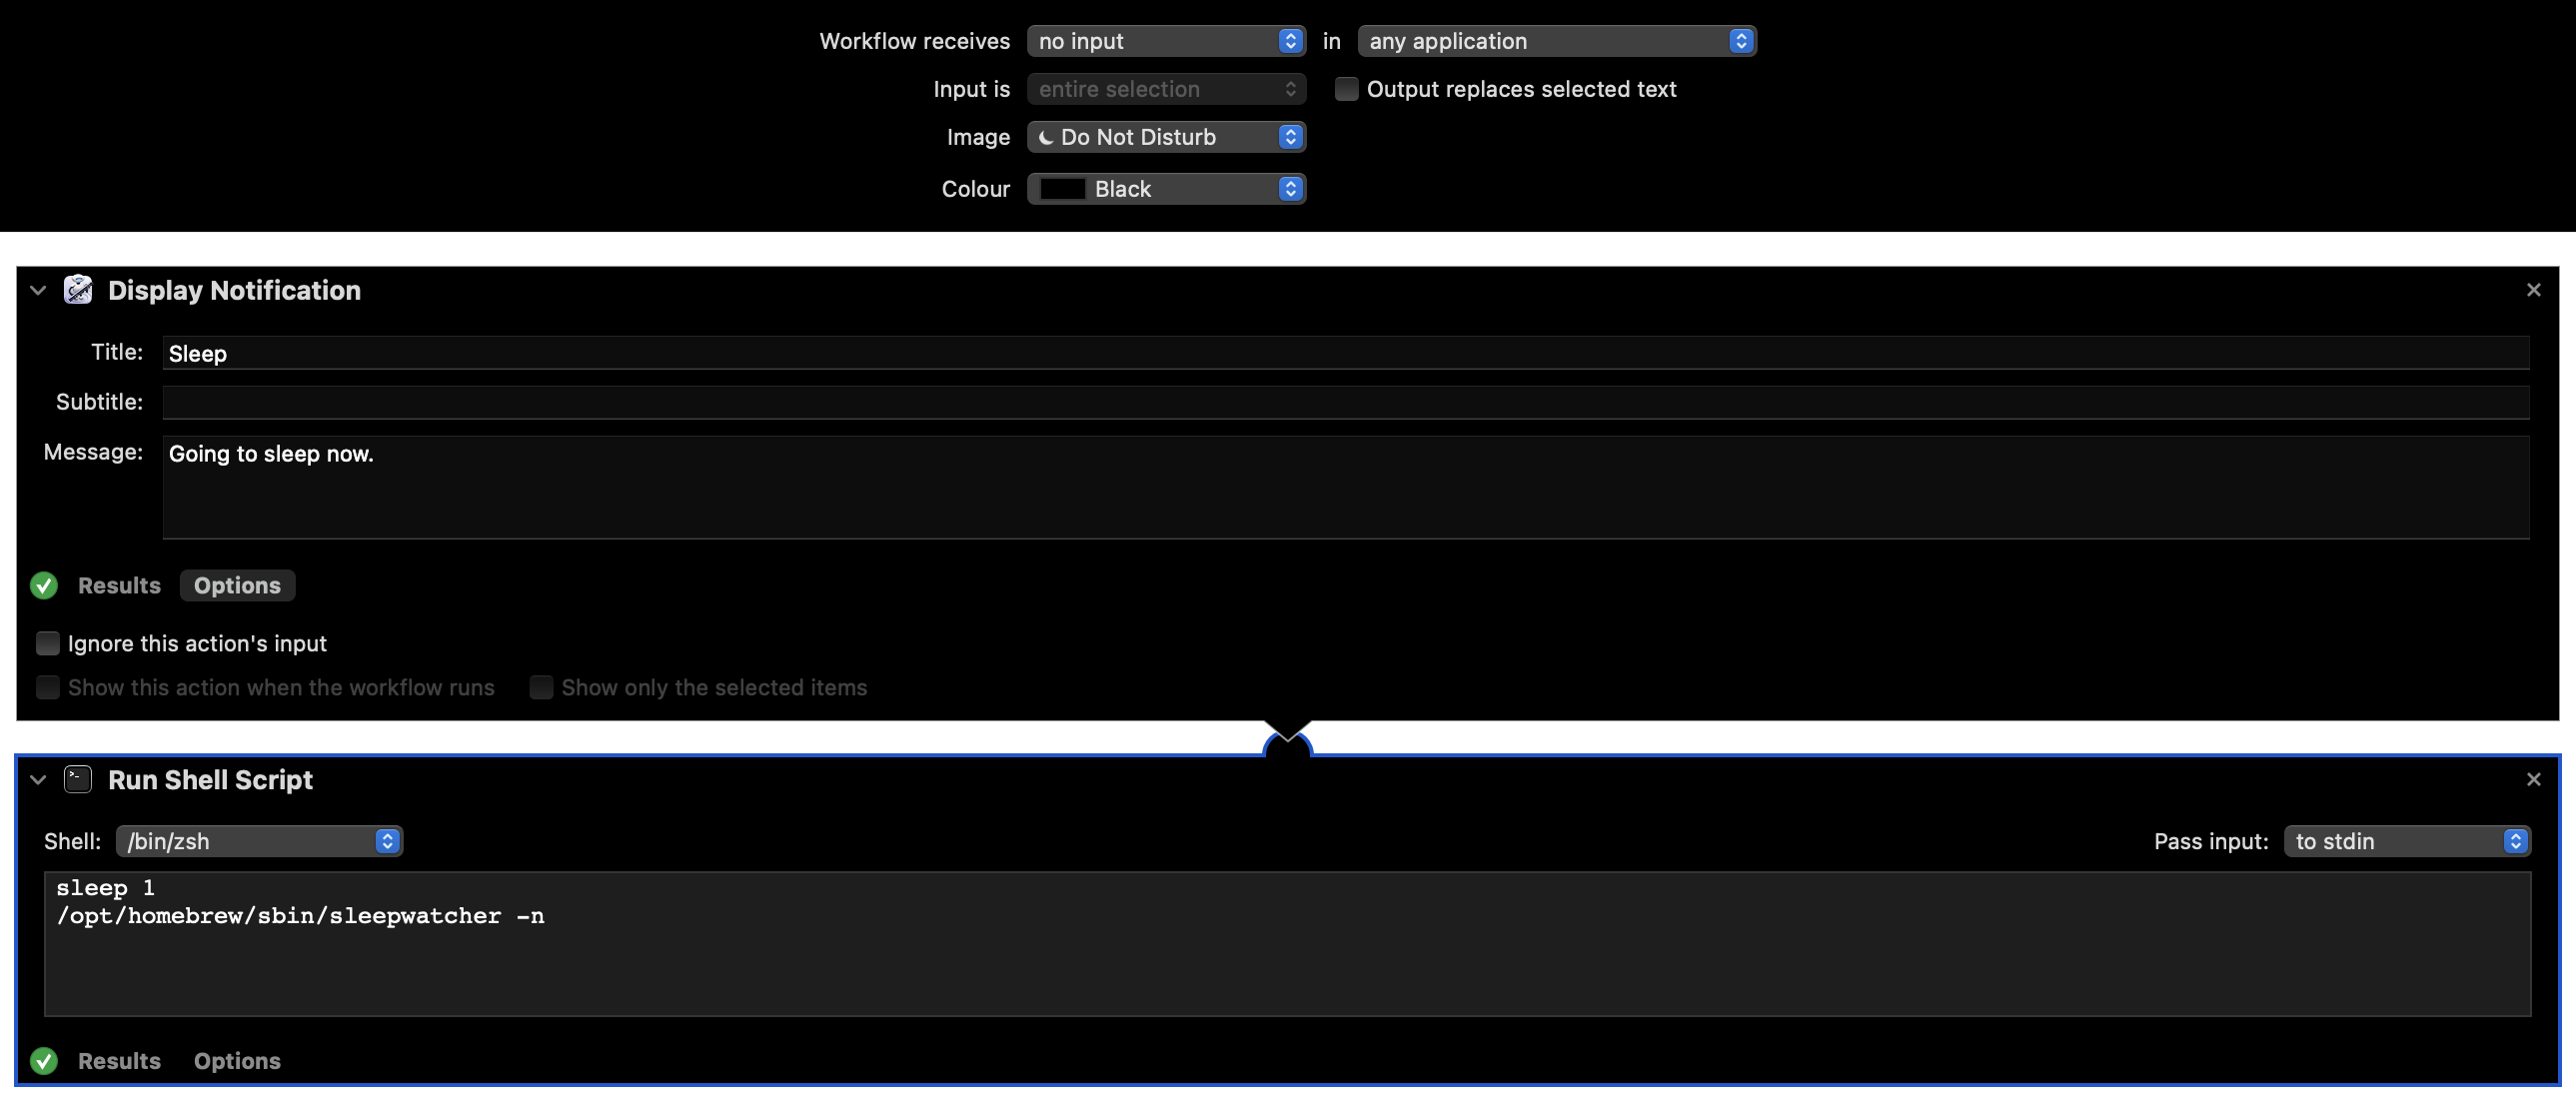 Workflow receives no input in any application
Input is entire selection Output replaces selected text
Image Do Not Disturb
Colour Black
Display Notification
Title: Sleep
Subtitle:
Message: Going to sleep now.
Results Options
Ignore this action's input
Show this action when the workflow runs Show only the selected items
Run Shell Script
Shell: /bin/zsh Pass input: to stdin
sleep 1
/opt/homebrew/sbin/sleepwatcher -n
Results Options